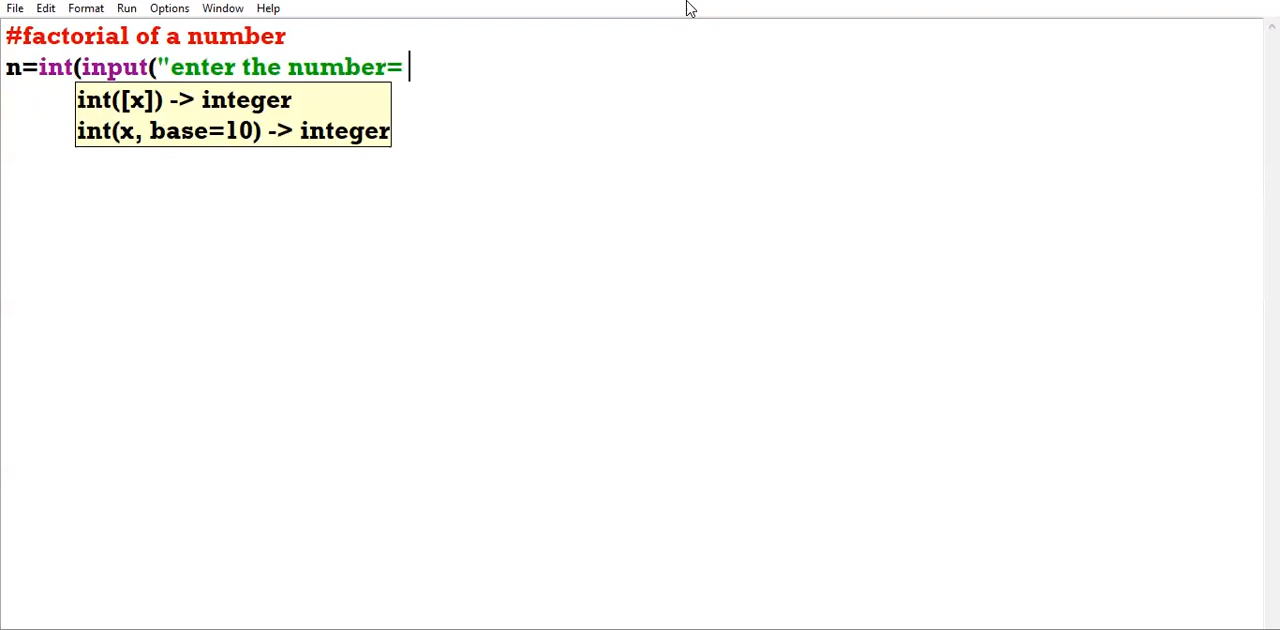 File Edit Format Run Options Window Help
#factorial of a number
n=int(input("enter the number=
int([x]) -> integer
int(x, base=10) -> integer